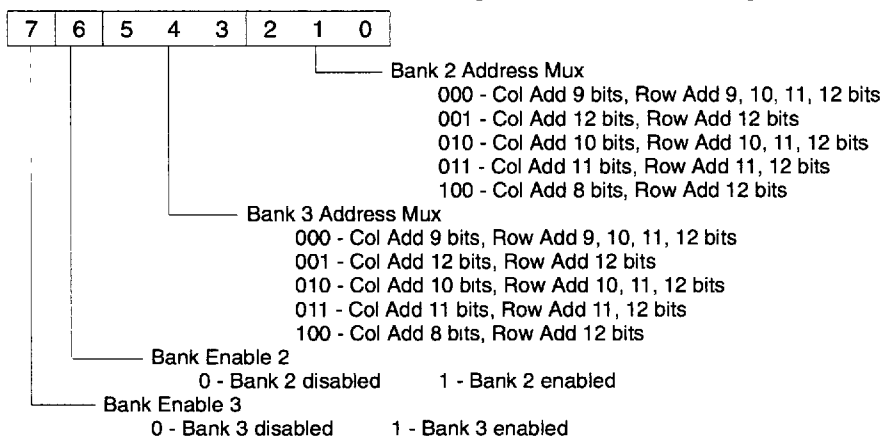 7 6 5 4 3 2 1 0
Bank 2 Address Mux
000 - Col Add 9 bits, Row Add 9, 10, 11, 12 bits
001 - Col Add 12 bits, Row Add 12 bits
010 - Col Add 10 bits, Row Add 10, 11, 12 bits
011 - Col Add 11 bits, Row Add 11, 12 bits
100 - Col Add 8 bits, Row Add 12 bits
Bank 3 Address Mux
000 - Col Add 9 bits, Row Add 9, 10, 11, 12 bits
001 - Col Add 12 bits, Row Add 12 bits
010 - Col Add 10 bits, Row Add 10, 11, 12 bits
011 - Col Add 11 bits, Row Add 11, 12 bits
100 - Col Add 8 bits, Row Add 12 bits
Bank Enable 2
0 - Bank 2 disabled 1 - Bank 2 enabled
Bank Enable 3
0 - Bank 3 disabled 1 - Bank 3 enabled